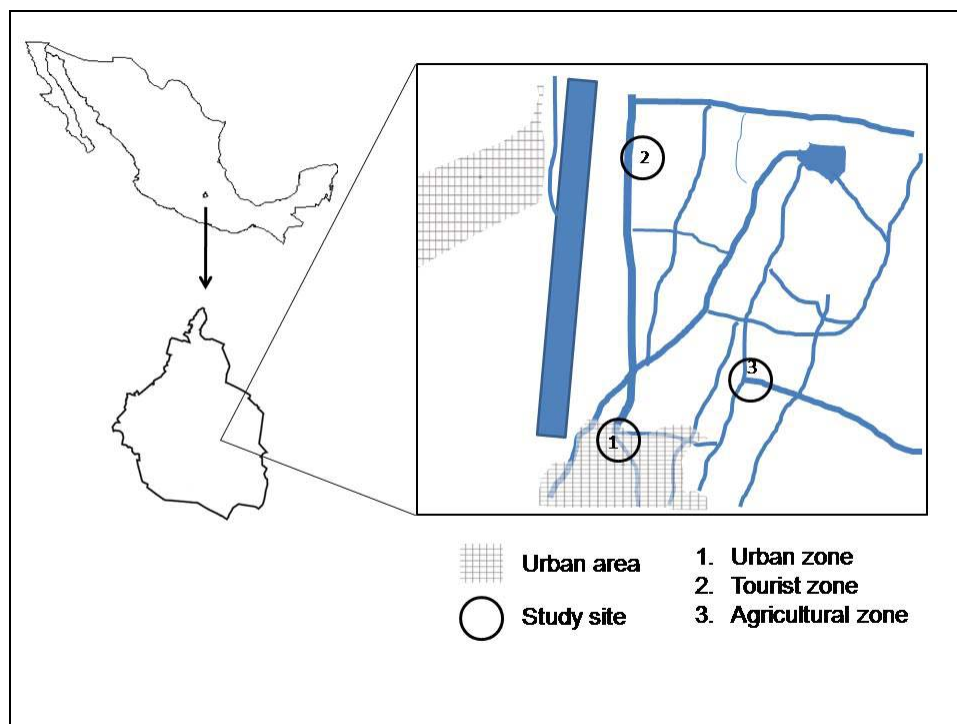 2
3
1
Urban area
Study site
1. Urban zone
2. Tourist zone
3. Agricultural zone